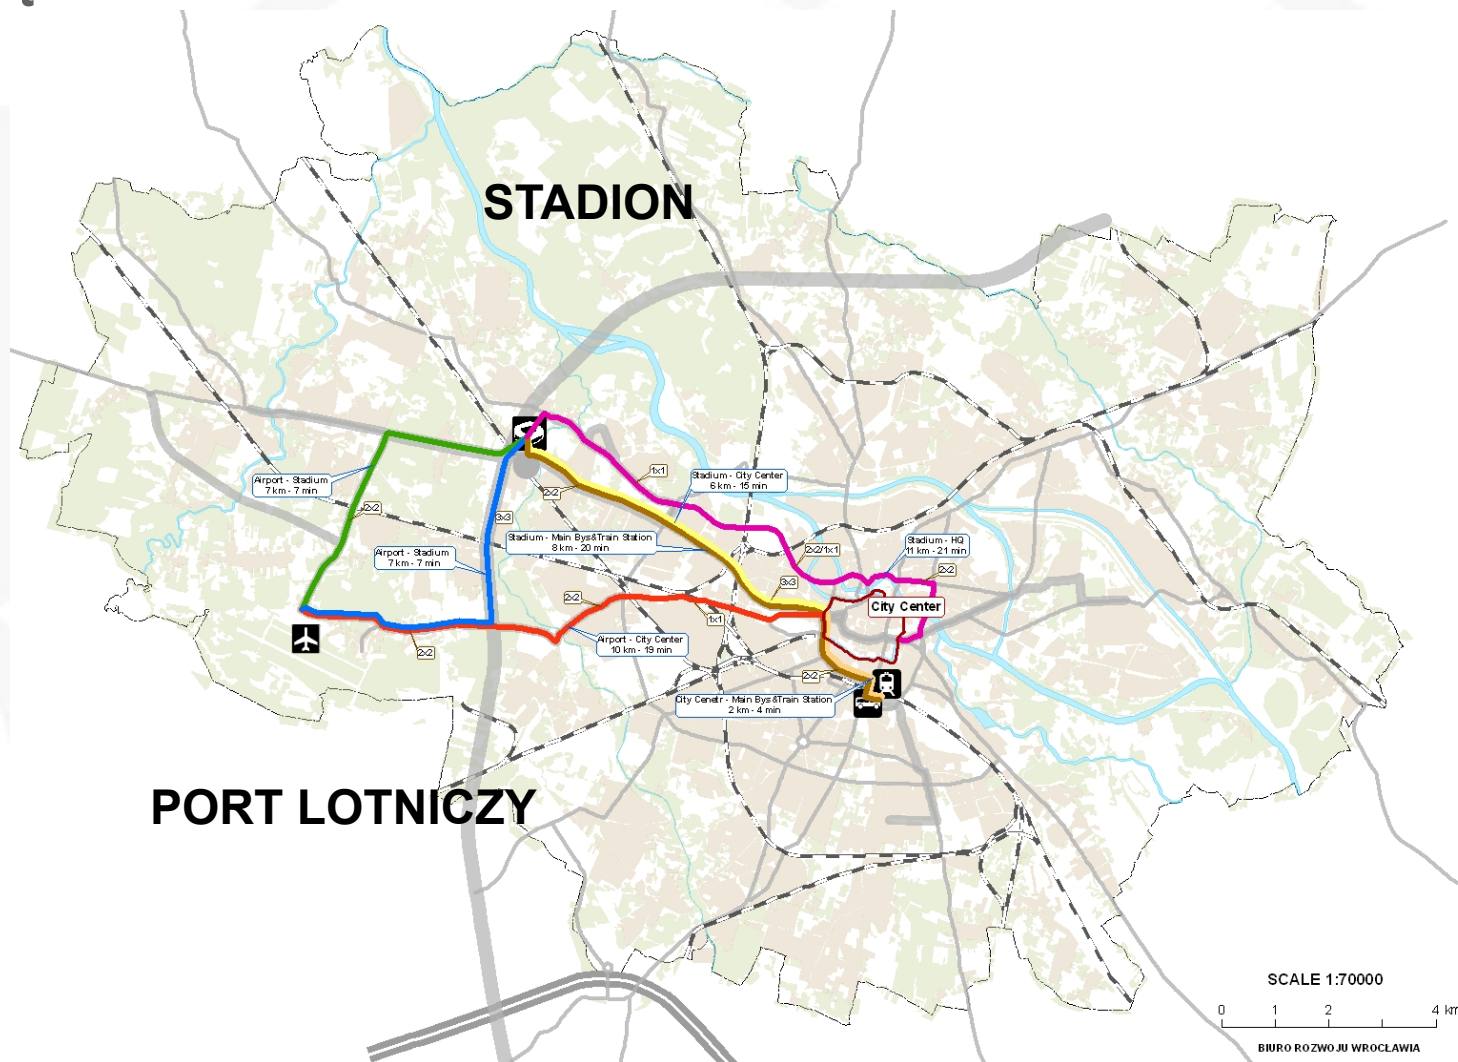 STADION
1x1
Stadium - City Center
6 km - 15 min
Airport - Stadium
7 km - 7 min
2x2
2x2
3x3
Stadium - Main Bys&Train Station
8 km - 20 min
Stadium - HQ
11 km - 21 min
2x2/1x1
Airport - Stadium
7 km - 7 min
2x2
3x3
2x2
City Center
1x1
Airport - City Center
10 km - 19 min
2x2
2x2
City Cenetr - Main Bys&Train Station
2 km - 4 min
PORT LOTNICZY
SCALE 1:70000
0 1 2 4 km
BIURO ROZWOJU WROCŁAWIA